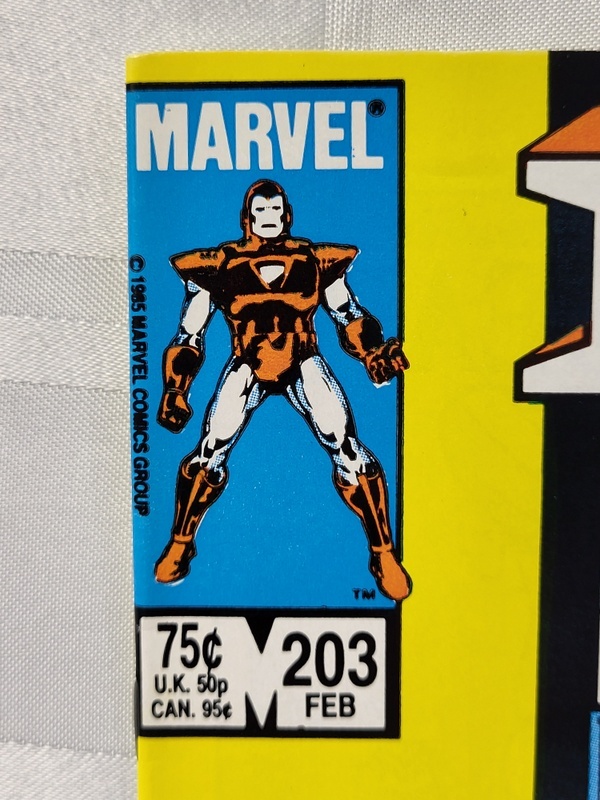 MARVEL®
© 1985 MARVEL COMICS GROUP
TM
75¢
U.K. 50p
CAN. 95¢
203
FEB